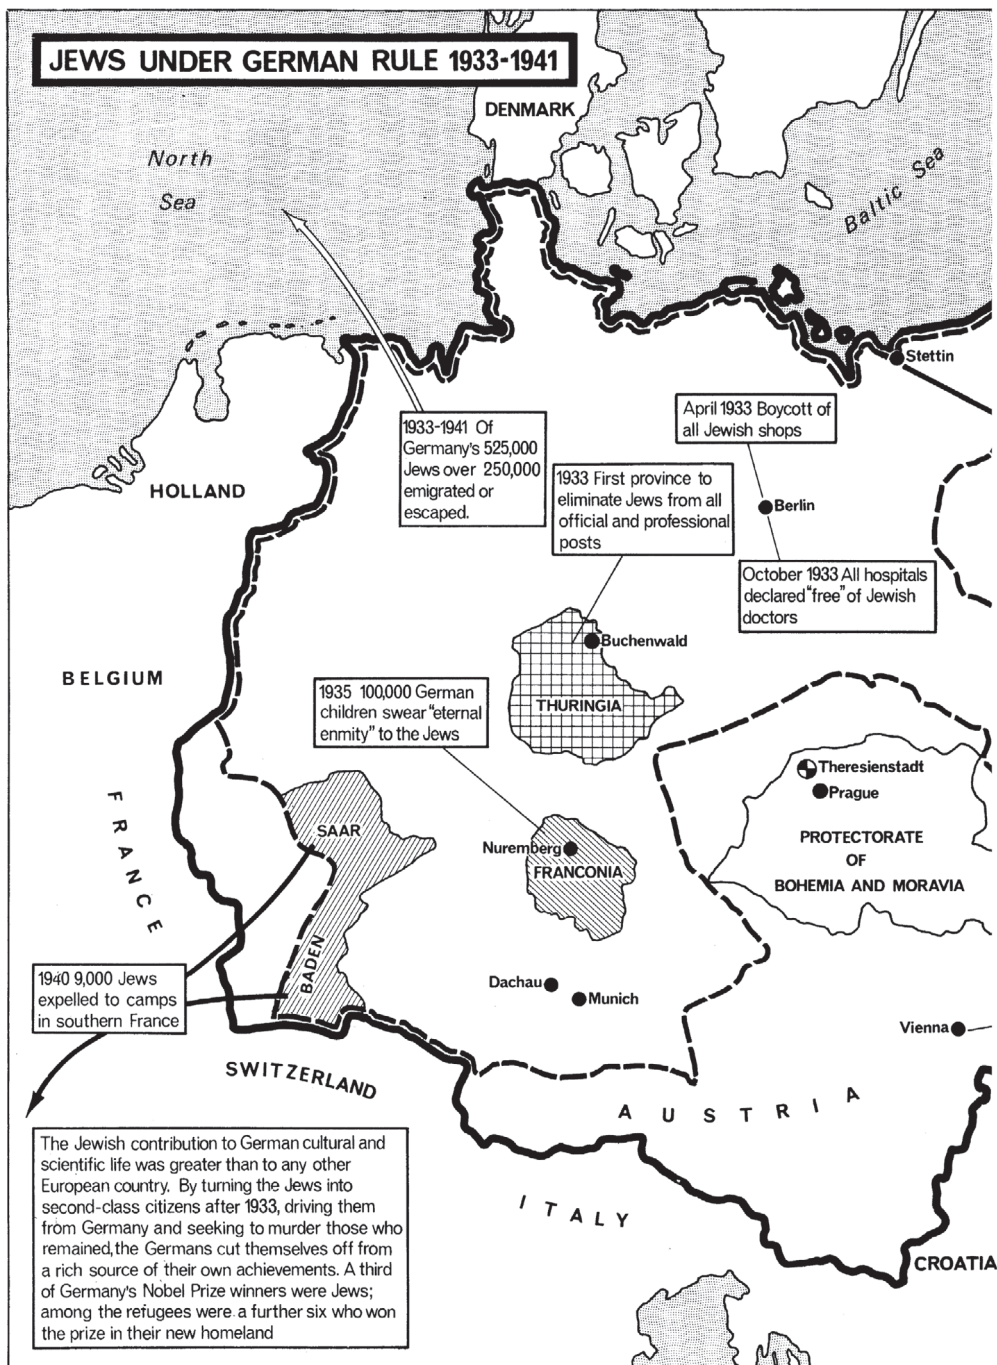 JEWS UNDER GERMAN RULE 1933-1941
DENMARK
North
Sea
Baltic Sea
Stettin
April 1933 Boycott of
all Jewish shops
1933-1941 Of
Germany's 525,000
Jews over 250,000
emigrated or
escaped.
HOLLAND
1933 First province to
eliminate Jews from all
official and professional
posts
Berlin
October 1933 All hospitals
declared "free" of Jewish
doctors
Buchenwald
BELGIUM
1935 100,000 German
children swear "eternal
enmity" to the Jews
THURINGIA
Theresienstadt
Prague
FRANCE
SAAR
PROTECTORATE
OF
BOHEMIA AND MORAVIA
Nuremberg
FRANCONIA
BADEN
1940 9,000 Jews
expelled to camps
in southern France
Dachau
Munich
Vienna
SWITZERLAND
AUSTRIA
The Jewish contribution to German cultural and
scientific life was greater than to any other
European country. By turning the Jews into
second-class citizens after 1933, driving them
from Germany and seeking to murder those who
remained, the Germans cut themselves off from
a rich source of their own achievements. A third
of Germany's Nobel Prize winners were Jews;
among the refugees were a further six who won
the prize in their new homeland
ITALY
CROATIA